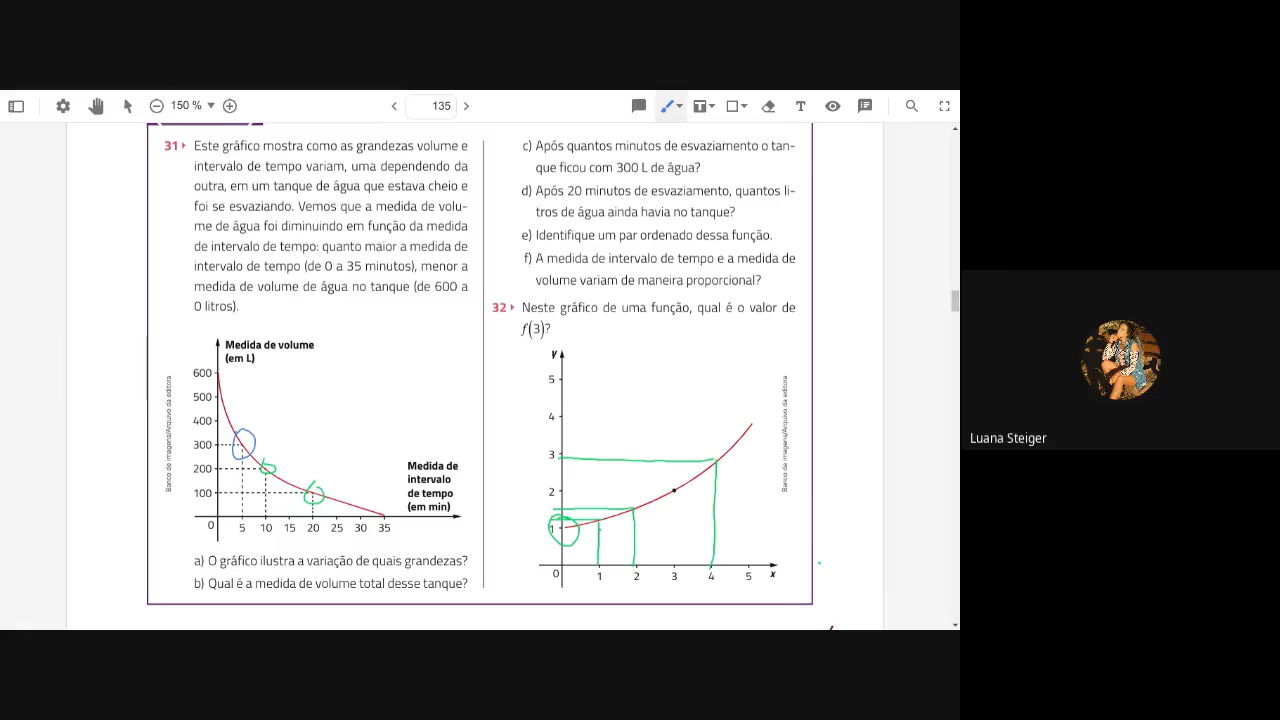 150 %
135
31 Este gráfico mostra como as grandezas volume e
intervalo de tempo variam, uma dependendo da
outra, em um tanque de água que estava cheio e
foi se esvaziando. Vemos que a medida de volu-
me de água foi diminuindo em função da medida
de intervalo de tempo: quanto maior a medida de
intervalo de tempo (de 0 a 35 minutos), menor a
medida de volume de água no tanque (de 600 a
0 litros).
Medida de volume
(em L)
600
500
400
300
200
100
0 5 10 15 20 25 30 35
Medida de
intervalo
de tempo
(em min)
Banco de imagens/Arquivo da editora
a) O gráfico ilustra a variação de quais grandezas?
b) Qual é a medida de volume total desse tanque?
c) Após quantos minutos de esvaziamento o tan-
que ficou com 300 L de água?
d) Após 20 minutos de esvaziamento, quantos li-
tros de água ainda havia no tanque?
e) Identifique um par ordenado dessa função.
f) A medida de intervalo de tempo e a medida de
volume variam de maneira proporcional?
32 Neste gráfico de uma função, qual é o valor de
f(3)?
y
5
4
3
2
1
0 1 2 3 4 5 x
Banco de imagens/Arquivo da editora
Luana Steiger